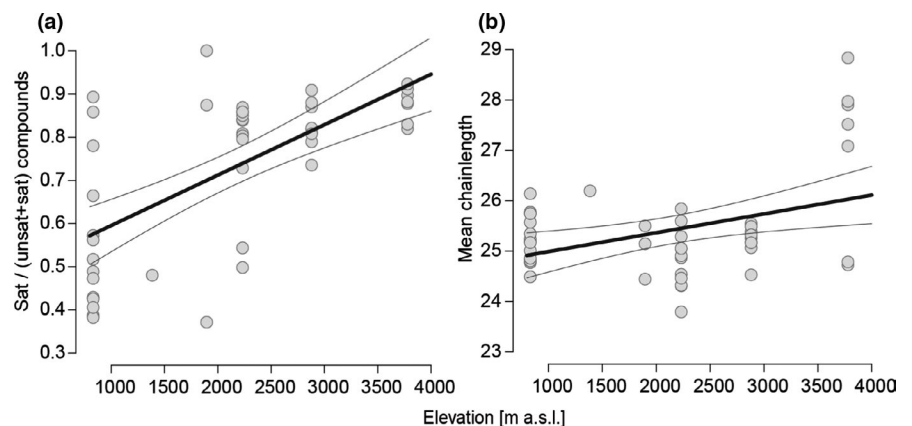 (a)
(b)
Sat / (unsat+sat) compounds
1.0
0.9
0.8
0.7
0.6
0.5
0.4
0.3
1000 1500 2000 2500 3000 3500 4000
Mean chainlength
29
28
27
26
25
24
23
1000 1500 2000 2500 3000 3500 4000
Elevation [m a.s.l.]